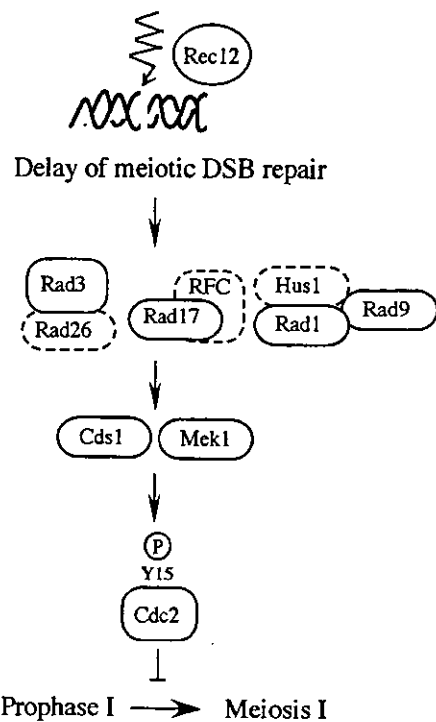 Rec12
Delay of meiotic DSB repair
Rad3
RFC
Hus1
Rad9
Rad26
Rad17
Rad1
Cds1
Mek1
P
Y15
Cdc2
Prophase I
Meiosis I